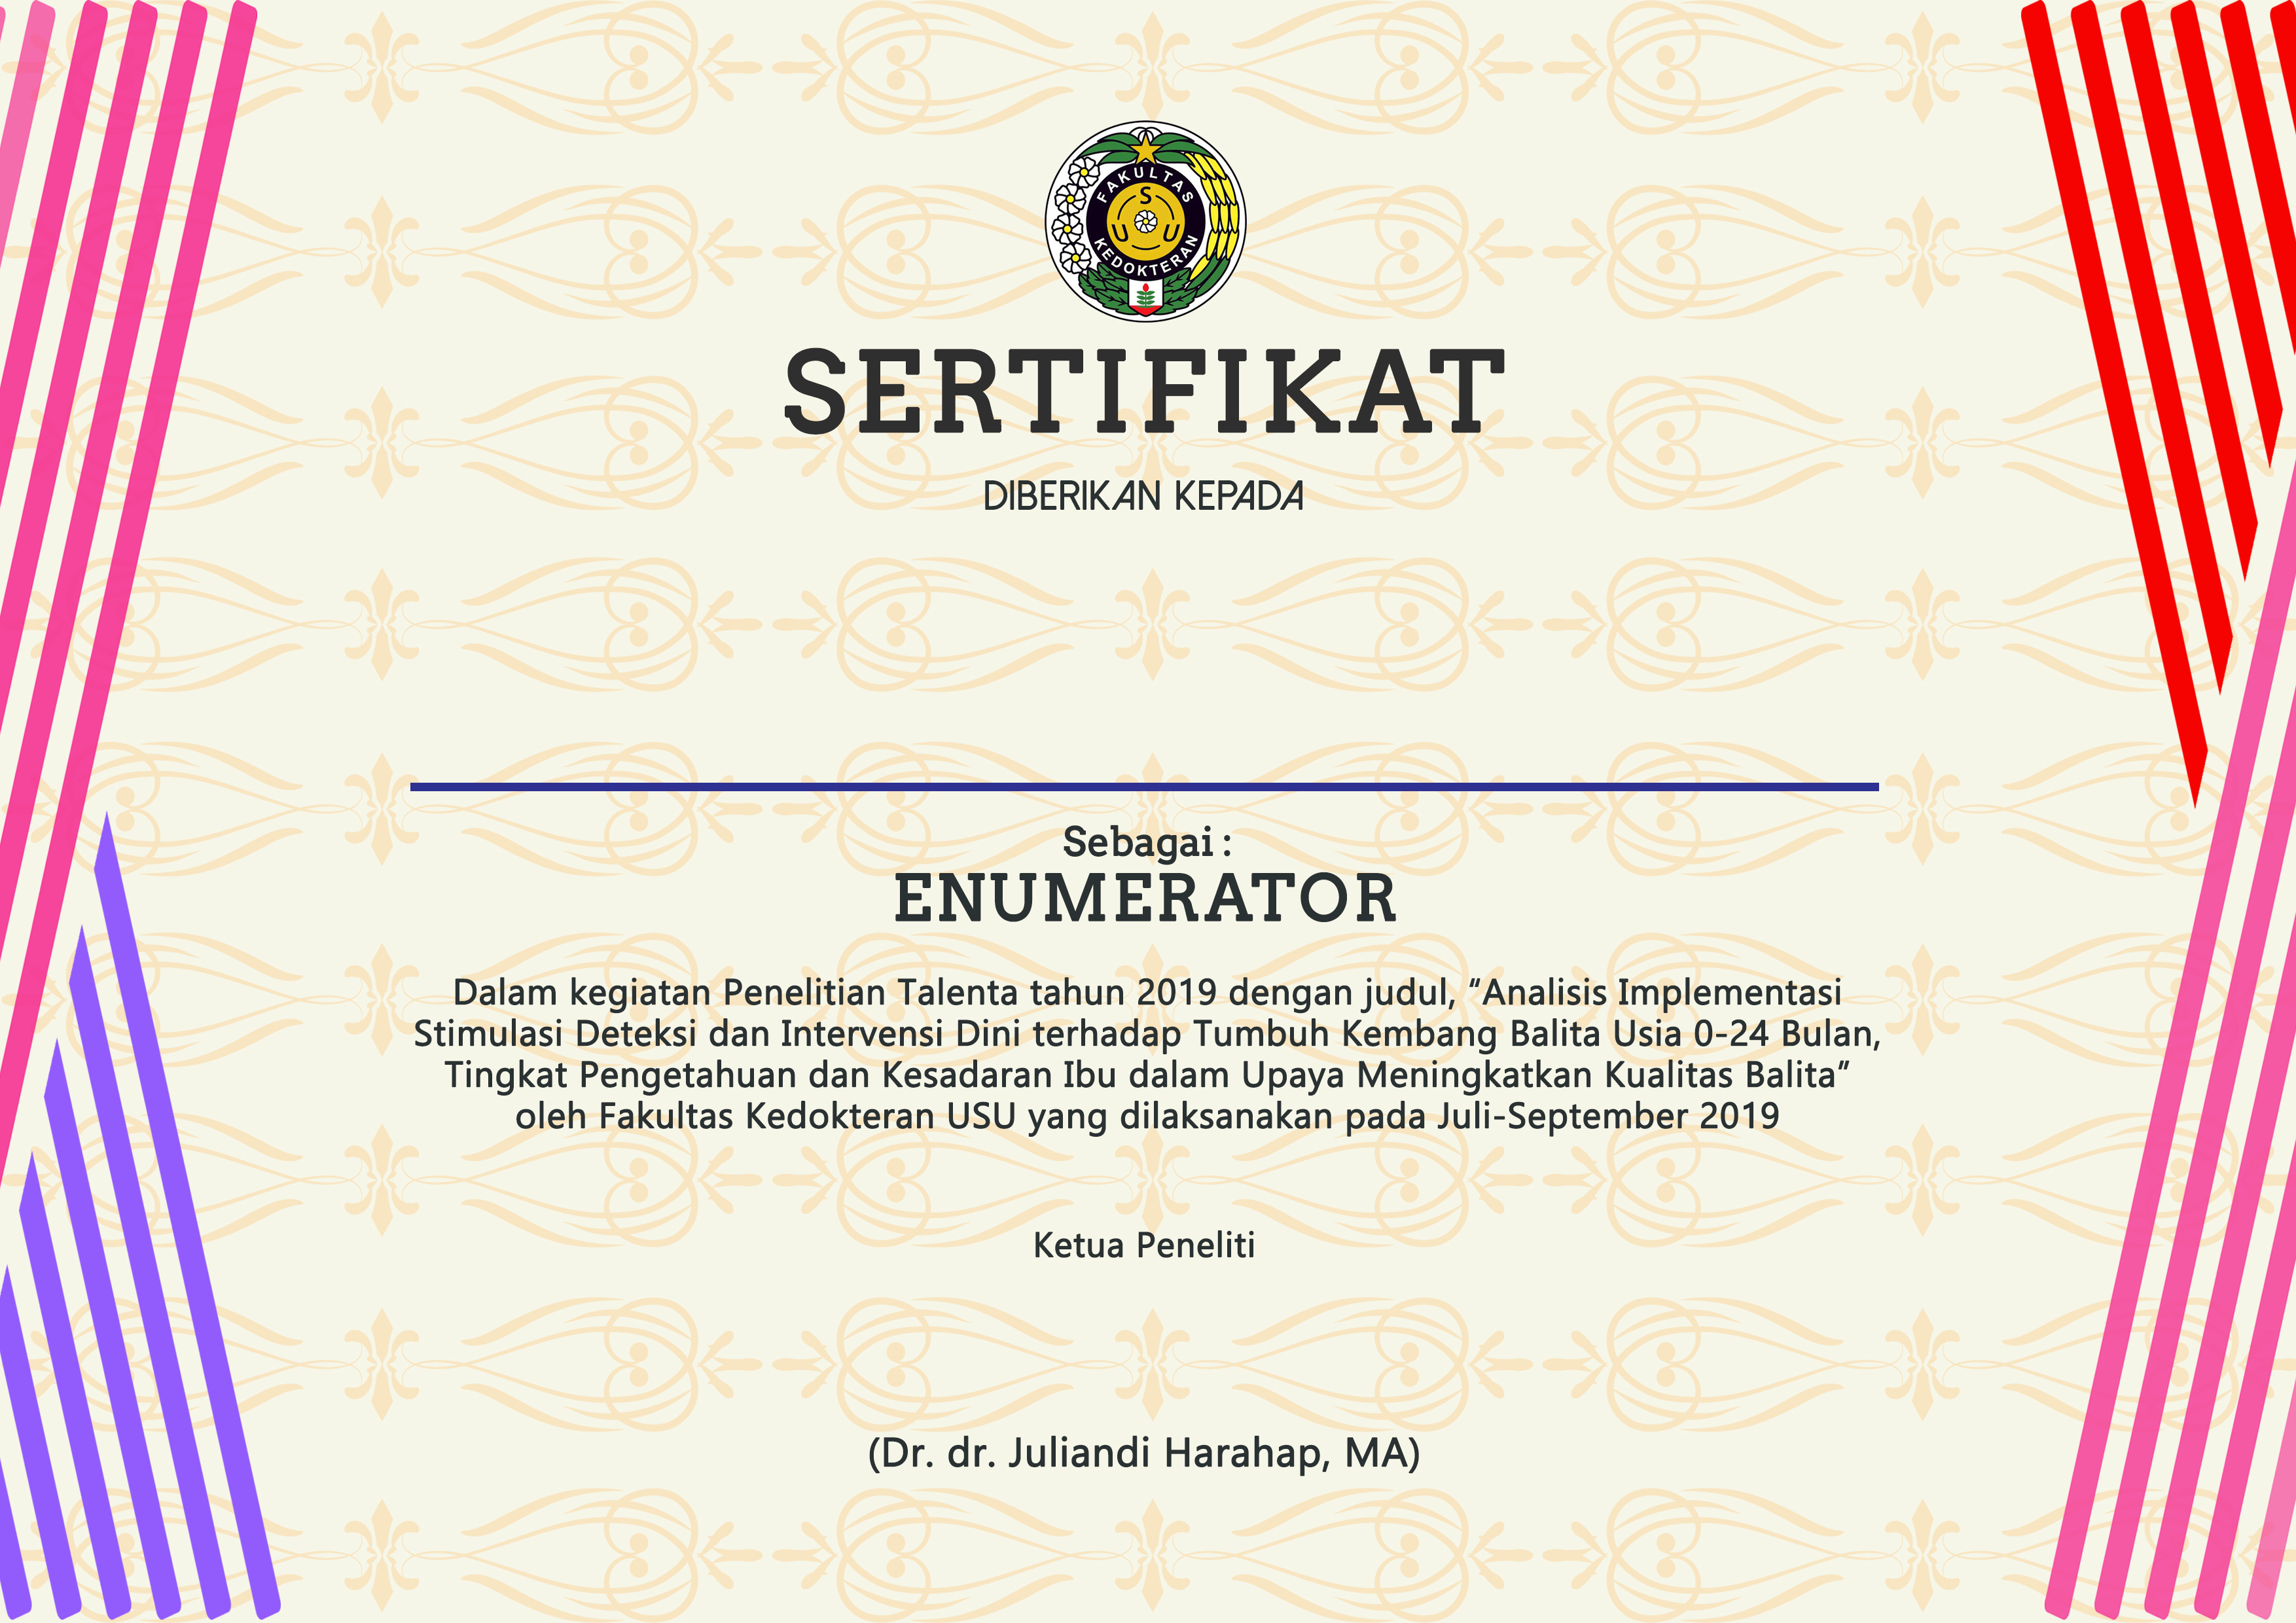 FAKULTAS
S
U U
KEDOKTERAN
SERTIFIKAT
DIBERIKAN KEPADA
Sebagai :
ENUMERATOR
Dalam kegiatan Penelitian Talenta tahun 2019 dengan judul, “Analisis Implementasi
Stimulasi Deteksi dan Intervensi Dini terhadap Tumbuh Kembang Balita Usia 0-24 Bulan,
Tingkat Pengetahuan dan Kesadaran Ibu dalam Upaya Meningkatkan Kualitas Balita”
oleh Fakultas Kedokteran USU yang dilaksanakan pada Juli-September 2019
Ketua Peneliti
(Dr. dr. Juliandi Harahap, MA)